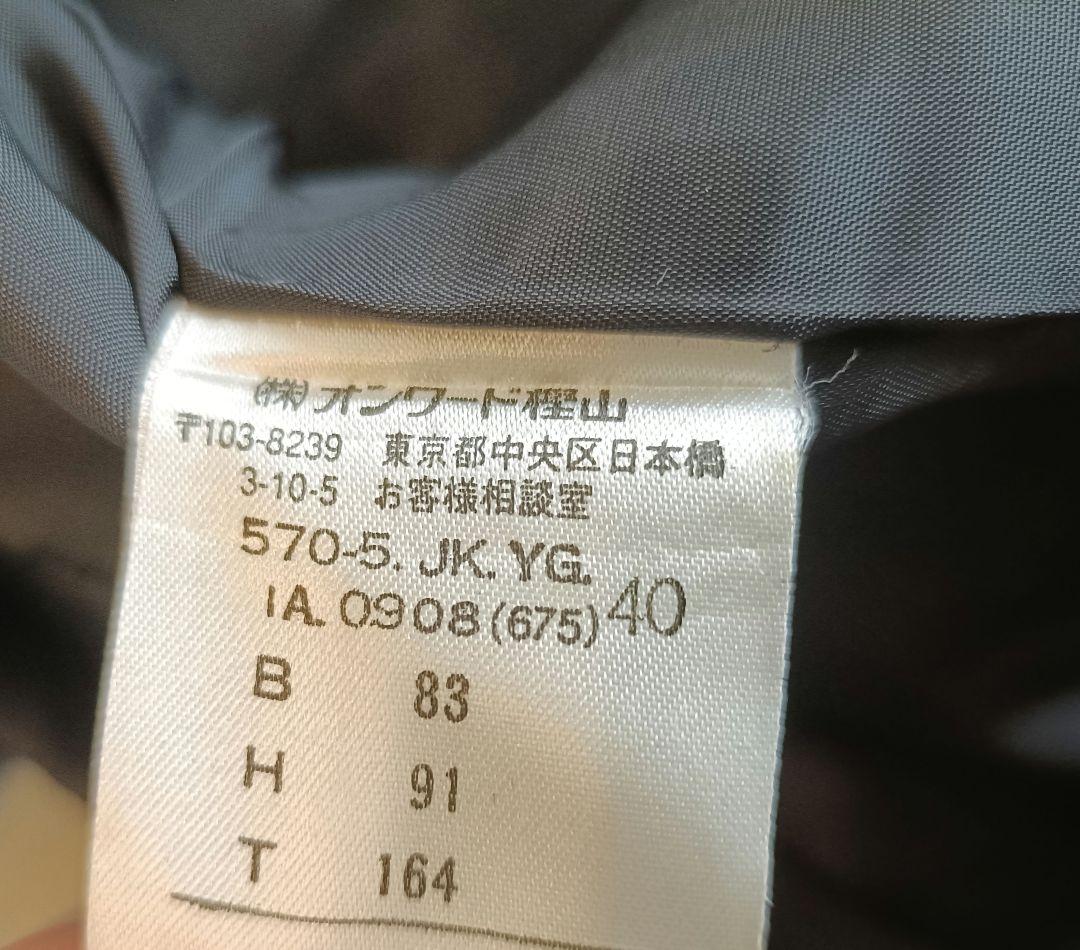 (株)オンワード樫山
〒103-8239 東京都中央区日本橋
3-10-5 お客様相談室
570-5. JK. YG.
IA. 0908(675)40
B 83
H 91
T 164